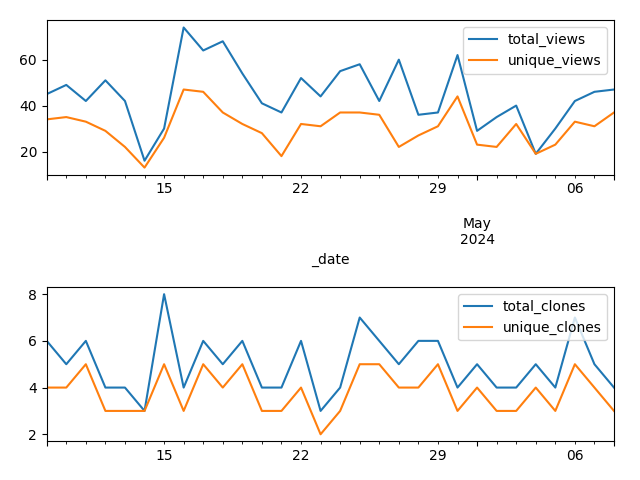 total_views
unique_views
60
40
20
15
22
29
06
May
2024
_date
total_clones
unique_clones
8
6
4
2
15
22
29
06